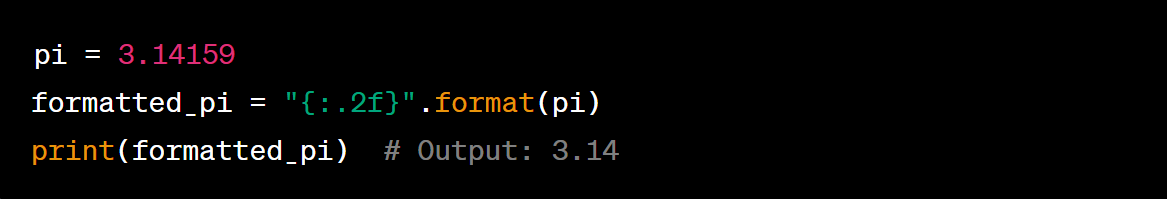 pi = 3.14159
formatted_pi = "{:.2f}".format(pi)
print(formatted_pi)  # Output: 3.14